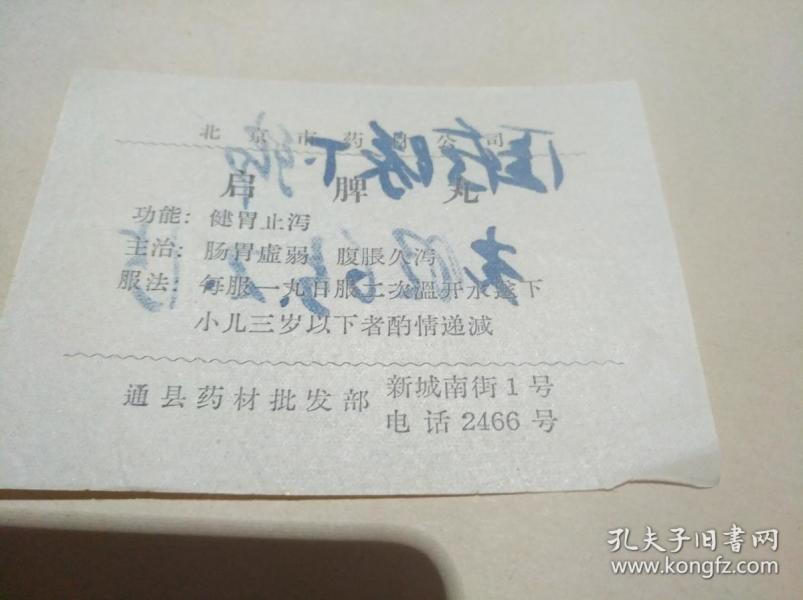 北京市药材公司
启脾丸
功能：健胃止泻
主治：肠胃虚弱 腹胀久泻
服法：每服一丸日服二次溫开水送下
小儿三岁以下者酌情递减
通县药材批发部 新城南街1号
电话2466号
孔夫子旧书网
www.kongfz.com